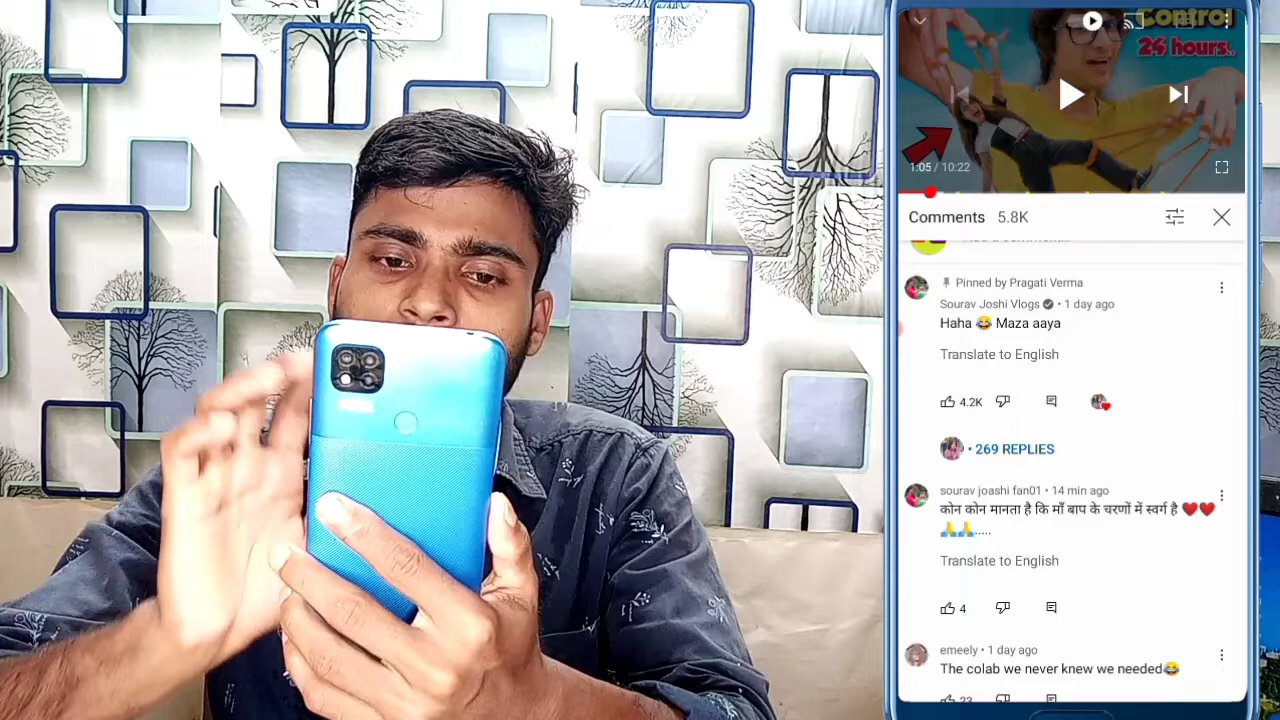 Control
24 hours..
1:05 / 10:22
Comments 5.8K
Pinned by Pragati Verma
Sourav Joshi Vlogs • 1 day ago
Haha 😂 Maza aaya
Translate to English
4.2K
• 269 REPLIES
sourav joashi fan01 • 14 min ago
कोन कोन मानता है कि माँ बाप के चरणों में स्वर्ग है ❤️❤️
🙏🙏.....
Translate to English
4
emeely • 1 day ago
The colab we never knew we needed😂
23